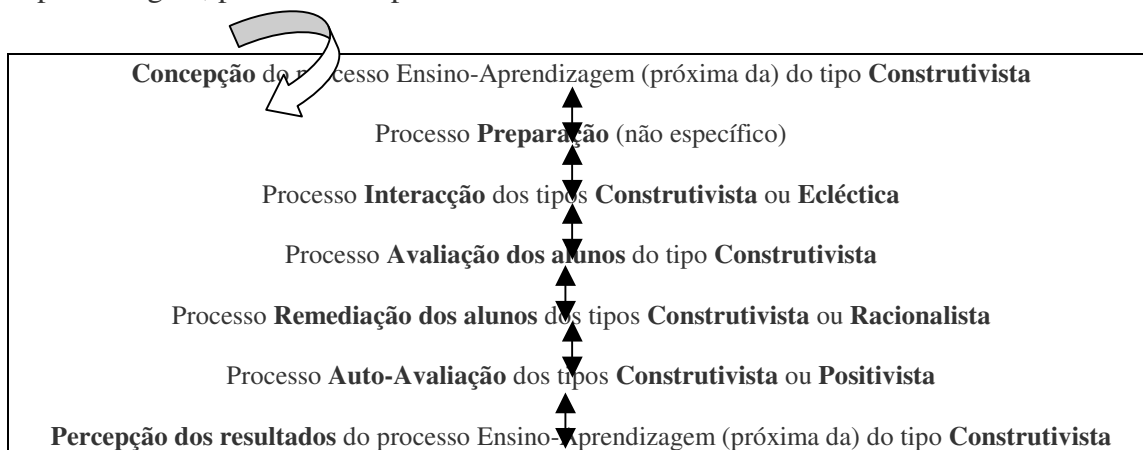 Concepção do processo Ensino-Aprendizagem (próxima da) do tipo Construtivista
Processo Preparação (não específico)
Processo Interacção dos tipos Construtivista ou Ecléctica
Processo Avaliação dos alunos do tipo Construtivista
Processo Remediação dos alunos dos tipos Construtivista ou Racionalista
Processo Auto-Avaliação dos tipos Construtivista ou Positivista
Percepção dos resultados do processo Ensino-Aprendizagem (próxima da) do tipo Construtivista